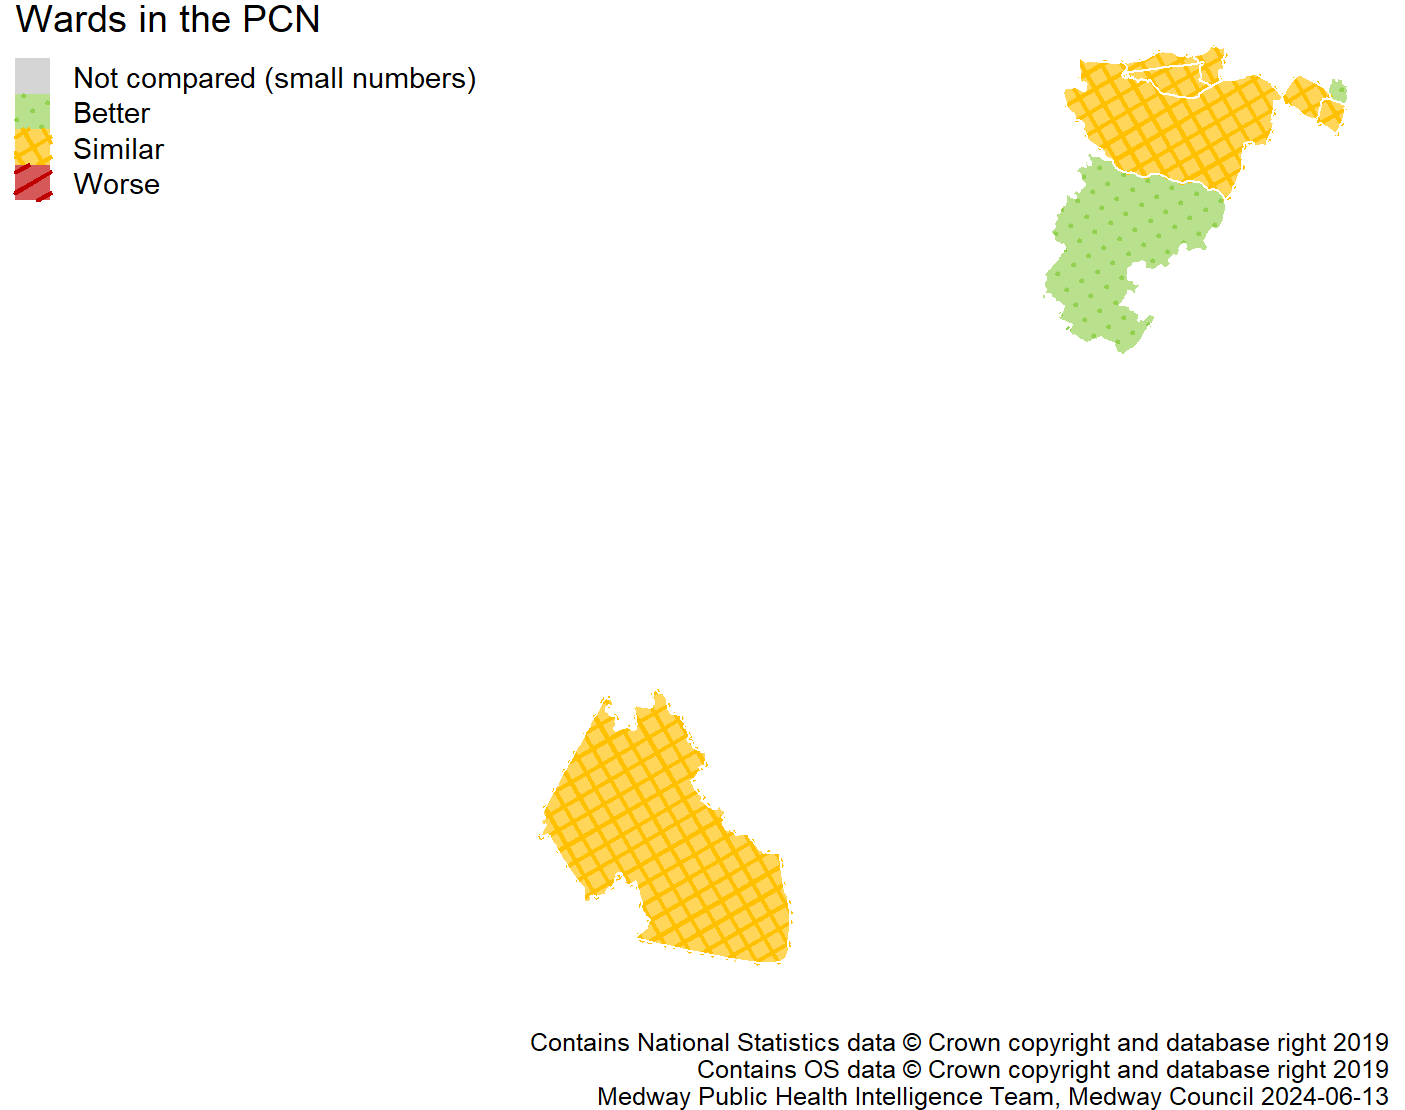 Wards in the PCN
Not compared (small numbers)
Better
Similar
Worse
Contains National Statistics data © Crown copyright and database right 2019
Contains OS data © Crown copyright and database right 2019
Medway Public Health Intelligence Team, Medway Council 2024-06-13